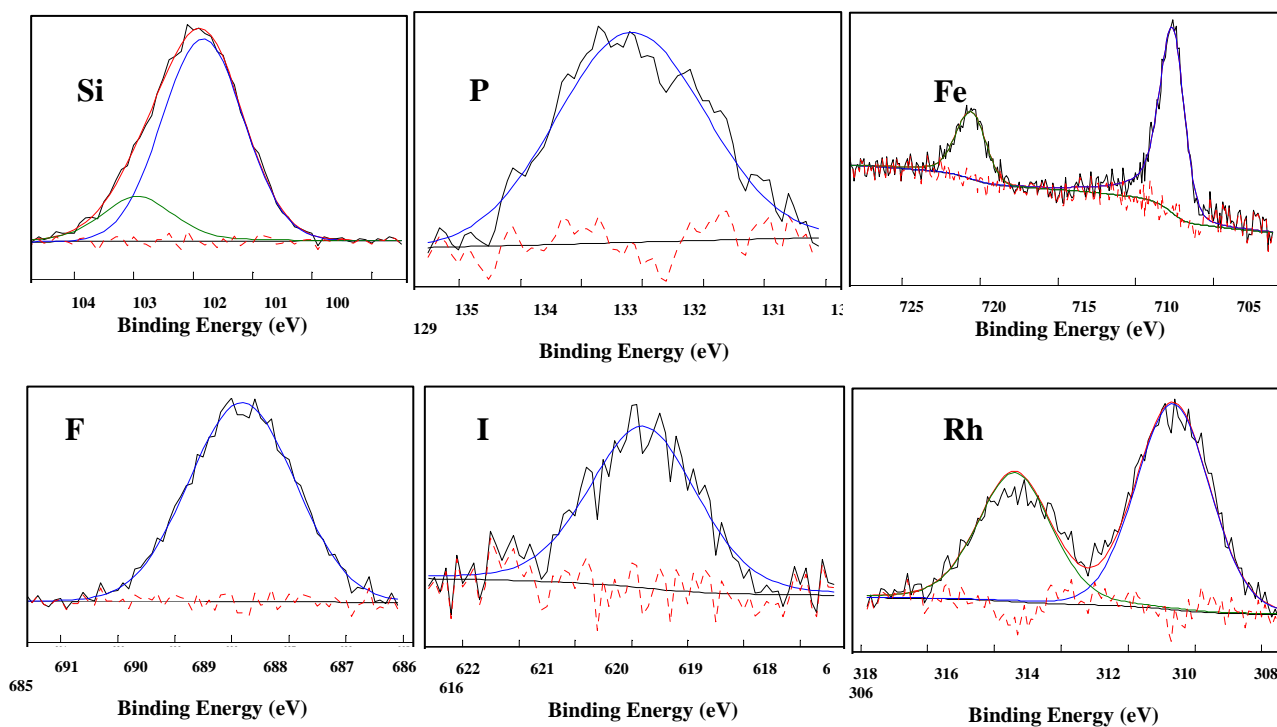 Si
104 103 102 101 100
Binding Energy (eV)
P
135 134 133 132 131 13
129
Binding Energy (eV)
Fe
725 720 715 710 705
Binding Energy (eV)
F
691 690 689 688 687 686
685
Binding Energy (eV)
I
622 621 620 619 618 6
616
Binding Energy (eV)
Rh
318 316 314 312 310 308
306
Binding Energy (eV)